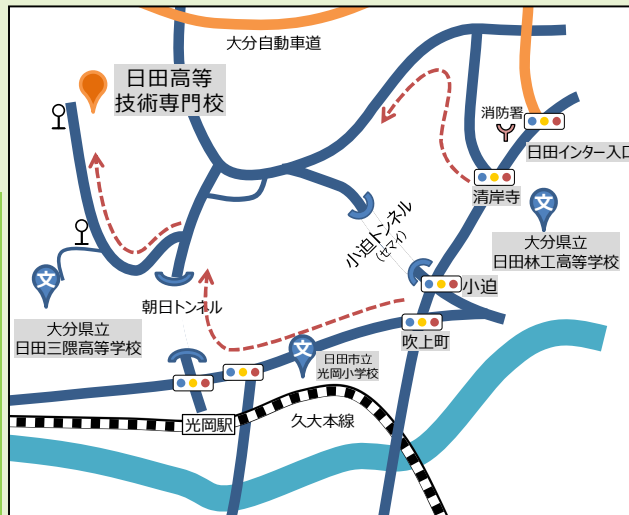 大分自動車道
日田高等
技術専門校
消防署
日田インター入口
清岸寺
文
大分県立
日田林工高等学校
小迫トンネル
(セマイ)
小迫
朝日トンネル
文
大分県立
日田三隈高等学校
吹上町
文
日田市立
光岡小学校
光岡駅
久大本線